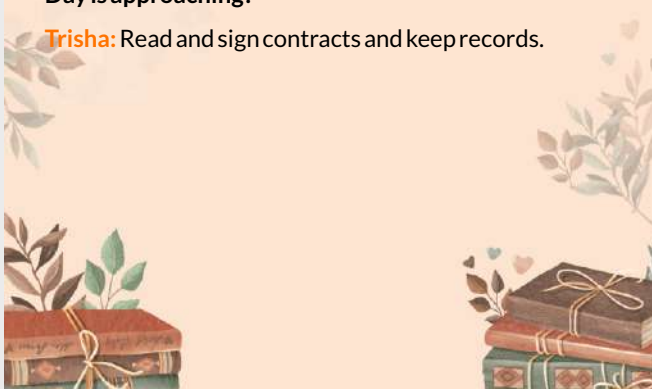 Day is approaching?
Trisha: Read and sign contracts and keep records.